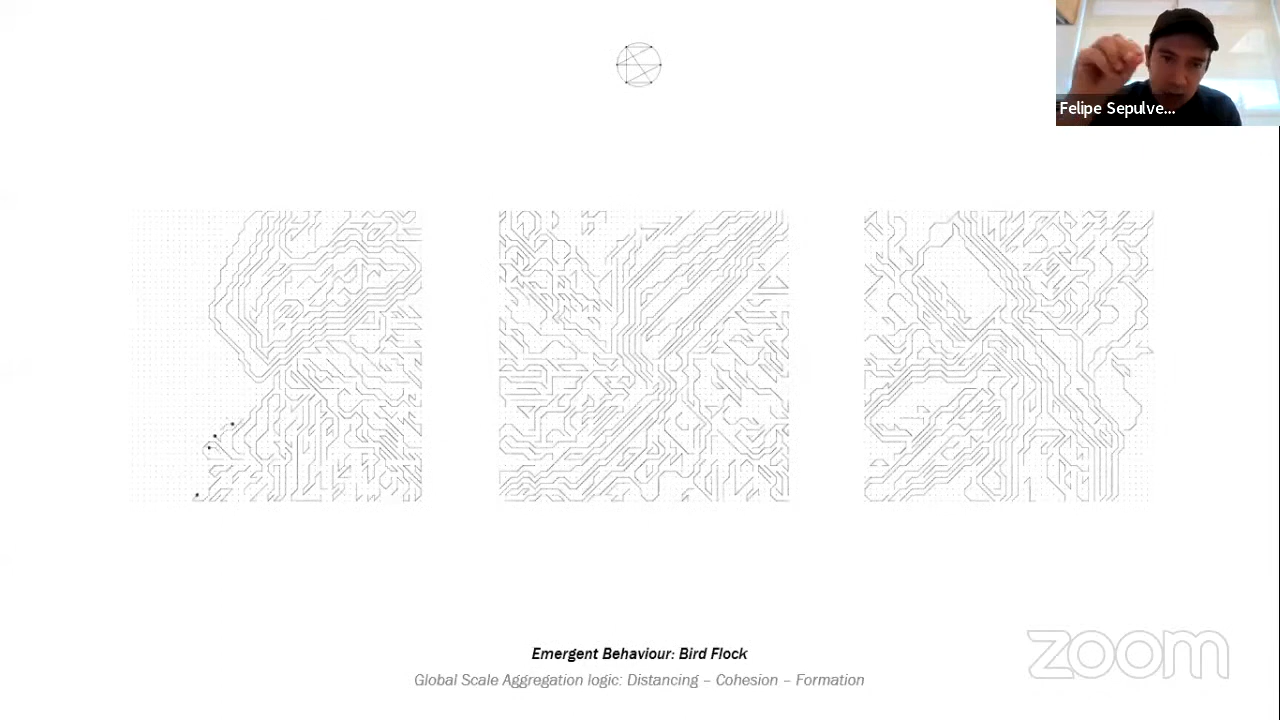 Felipe Sepulve...
Emergent Behaviour: Bird Flock
Global Scale Aggregation logic: Distancing – Cohesion – Formation
zoom